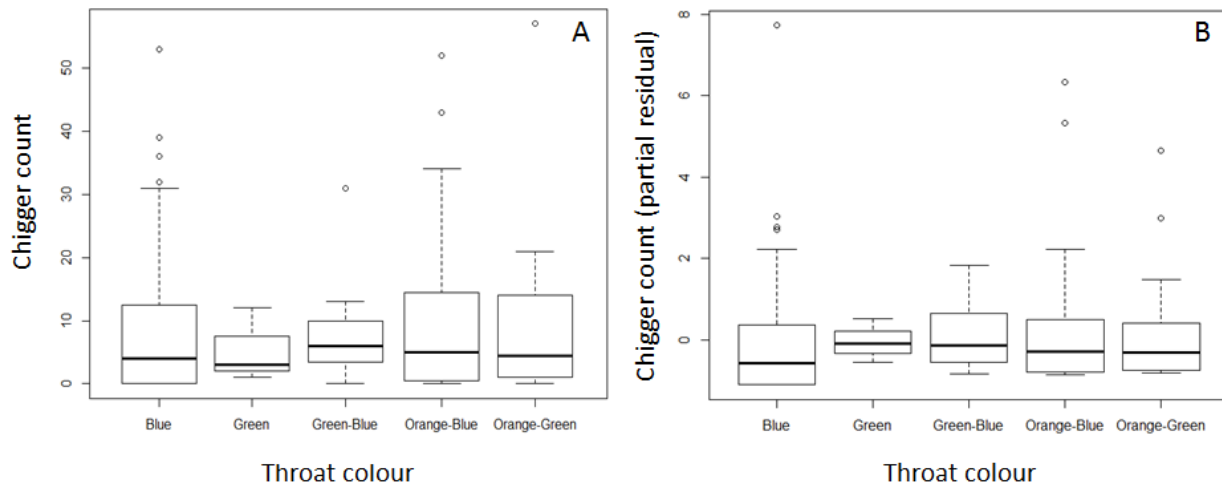 A
Chigger count
50
40
30
20
10
0
Blue Green Green-Blue Orange-Blue Orange-Green
Throat colour
B
Chigger count (partial residual)
8
6
4
2
0
Blue Green Green-Blue Orange-Blue Orange-Green
Throat colour